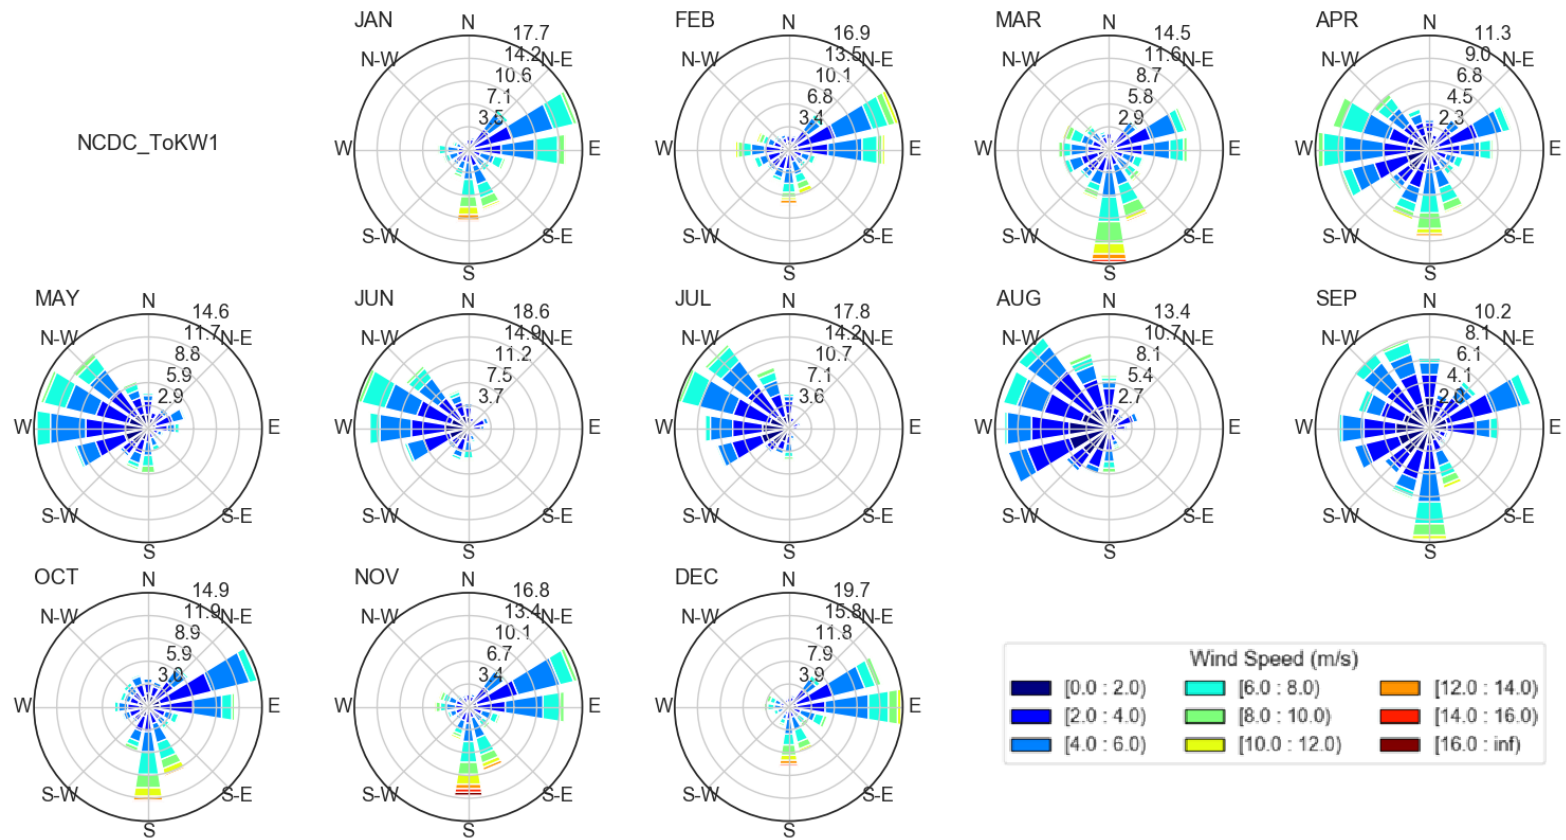 NCDC_ToKW1
JAN
N
N-E
E
S-E
S
S-W
W
N-W
3.5
7.1
10.6
14.2
17.7
FEB
N
N-E
E
S-E
S
S-W
W
N-W
3.4
6.8
10.1
13.5
16.9
MAR
N
N-E
E
S-E
S
S-W
W
N-W
2.9
5.8
8.7
11.6
14.5
APR
N
N-E
E
S-E
S
S-W
W
N-W
2.3
4.5
6.8
9.0
11.3
MAY
N
N-E
E
S-E
S
S-W
W
N-W
2.9
5.9
8.8
11.7
14.6
JUN
N
N-E
E
S-E
S
S-W
W
N-W
3.7
7.5
11.2
14.9
18.6
JUL
N
N-E
E
S-E
S
S-W
W
N-W
3.6
7.1
10.7
14.2
17.8
AUG
N
N-E
E
S-E
S
S-W
W
N-W
2.7
5.4
8.1
10.7
13.4
SEP
N
N-E
E
S-E
S
S-W
W
N-W
2.0
4.1
6.1
8.1
10.2
OCT
N
N-E
E
S-E
S
S-W
W
N-W
3.0
5.9
8.9
11.9
14.9
NOV
N
N-E
E
S-E
S
S-W
W
N-W
3.4
6.7
10.1
13.4
16.8
DEC
N
N-E
E
S-E
S
S-W
W
N-W
3.9
7.9
11.8
15.8
19.7
Wind Speed (m/s)
[0.0 : 2.0)
[2.0 : 4.0)
[4.0 : 6.0)
[6.0 : 8.0)
[8.0 : 10.0)
[10.0 : 12.0)
[12.0 : 14.0)
[14.0 : 16.0)
[16.0 : inf)